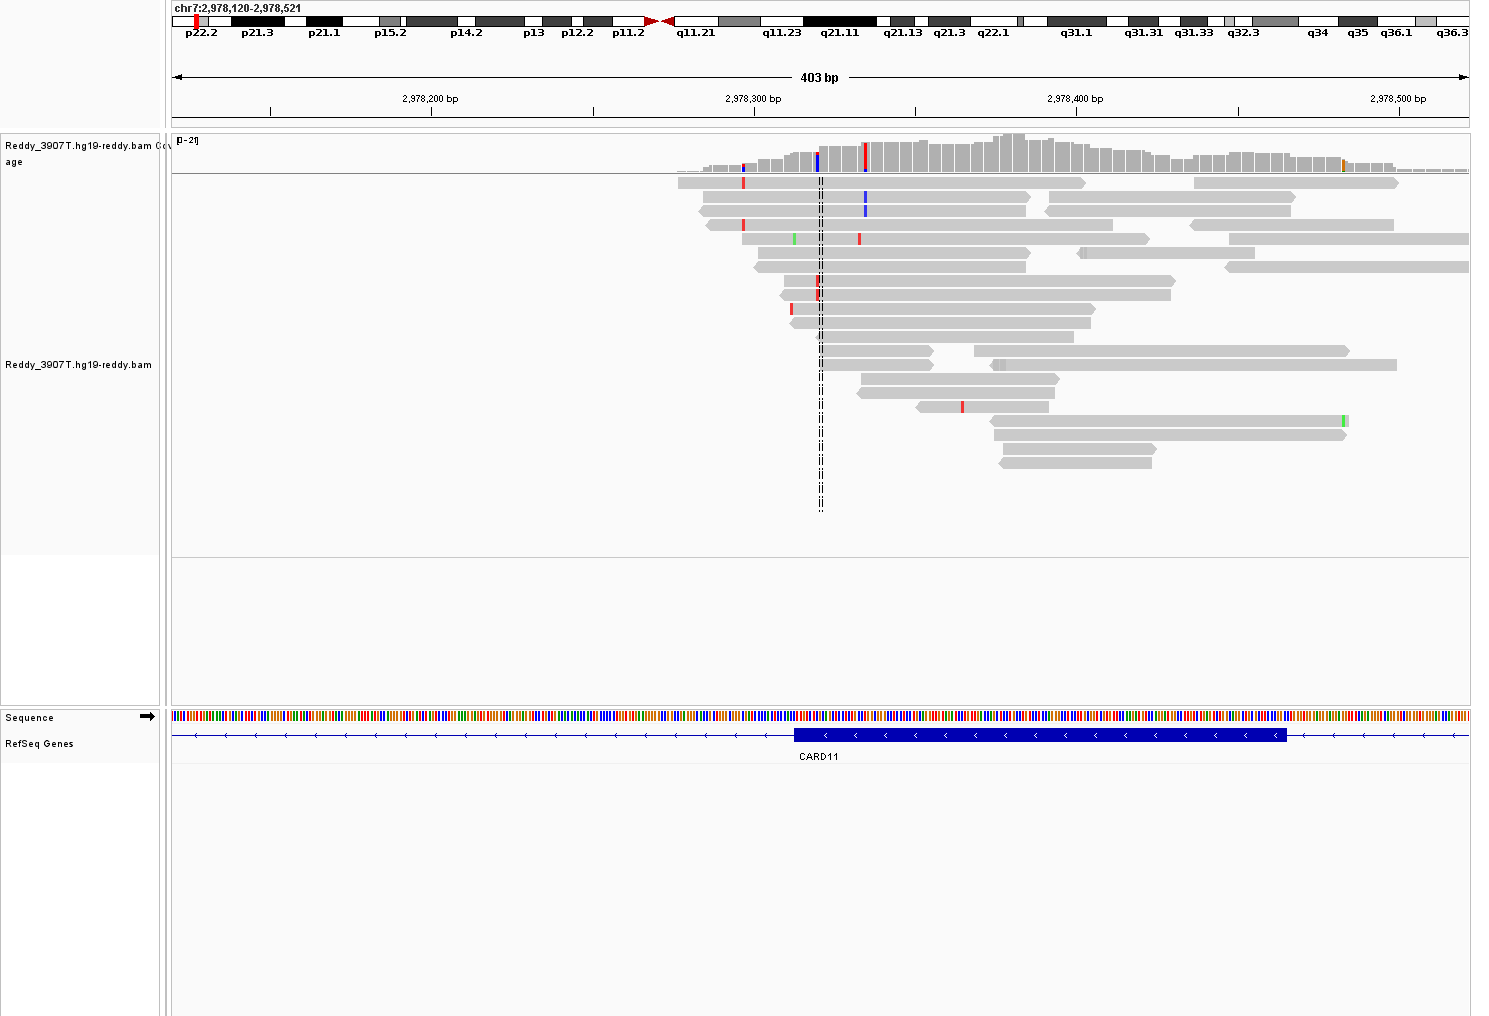 chr7:2,978,120-2,978,521
p22.2 p21.3 p21.1 p15.2 p14.2 p13 p12.2 p11.2 q11.21 q11.23 q21.11 q21.13 q21.3 q22.1 q31.1 q31.31 q31.33 q32.3 q34 q35 q36.1 q36.3
403 bp
2,978,200 bp 2,978,300 bp 2,978,400 bp 2,978,500 bp
Reddy_3907T.hg19-reddy.bam Cov
age
[0-21]
Reddy_3907T.hg19-reddy.bam
Sequence
RefSeq Genes
CARD11